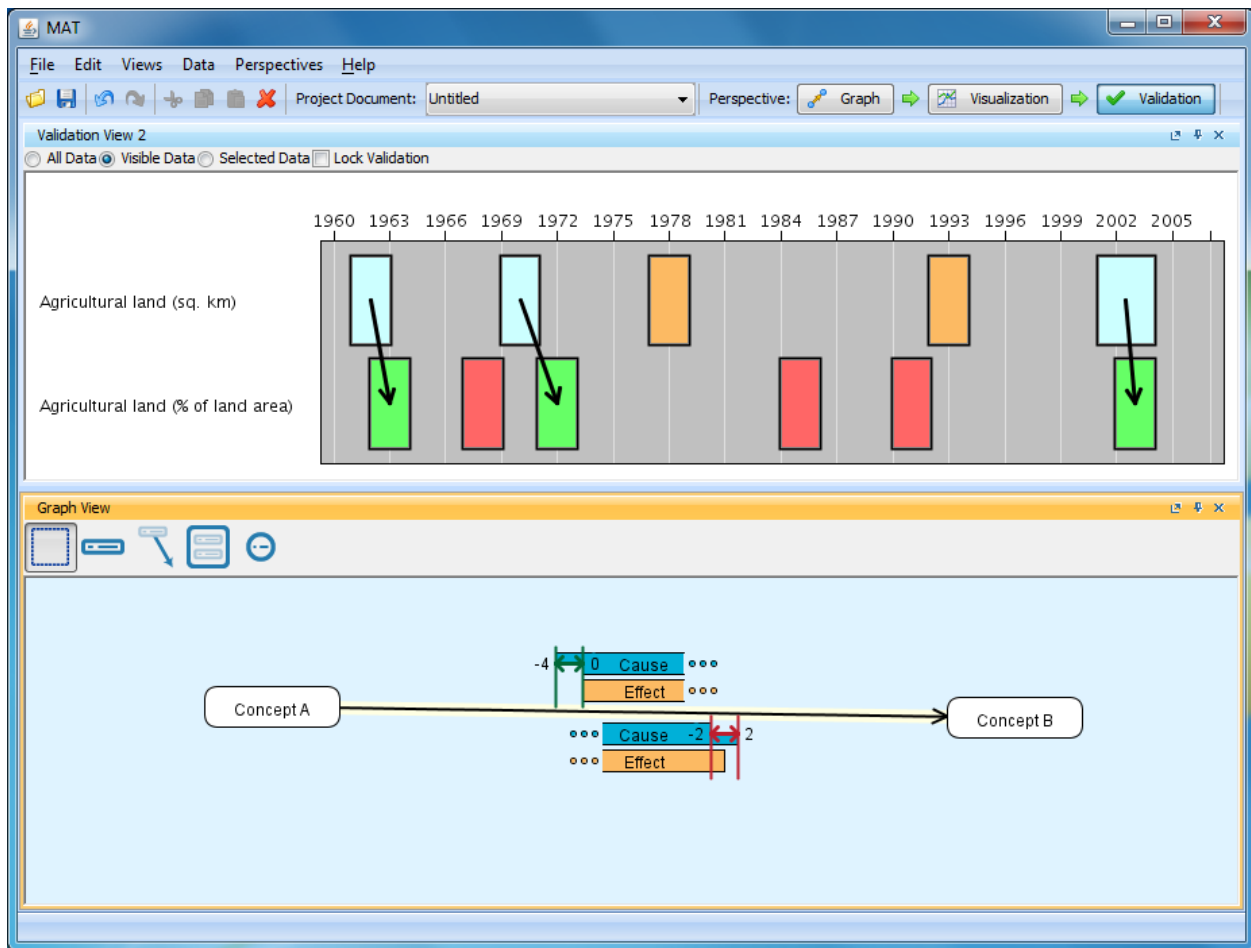 MAT
File Edit Views Data Perspectives Help
Project Document: Untitled Perspective: Graph Visualization Validation
Validation View 2
All Data Visible Data Selected Data Lock Validation
1960 1963 1966 1969 1972 1975 1978 1981 1984 1987 1990 1993 1996 1999 2002 2005
Agricultural land (sq. km)
Agricultural land (% of land area)
Graph View
-4 0 Cause
Effect
Concept A
Concept B
Cause -2 2
Effect